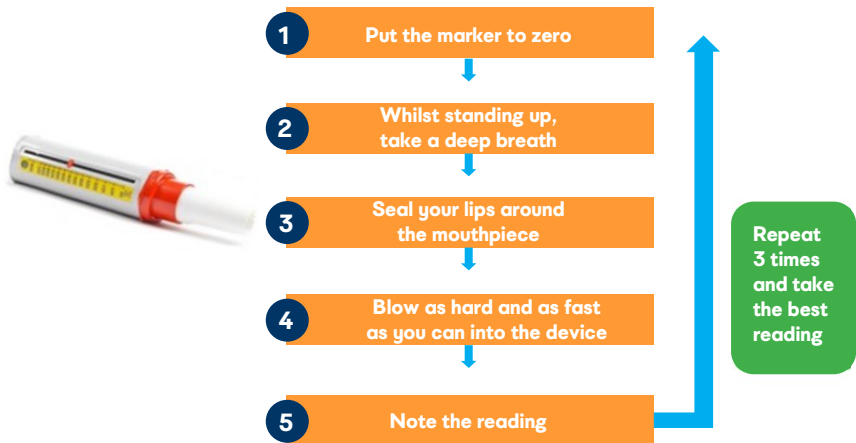 1
Put the marker to zero
2
Whilst standing up,
take a deep breath
3
Seal your lips around
the mouthpiece
4
Blow as hard and as fast
as you can into the device
5
Note the reading
Repeat
3 times
and take
the best
reading